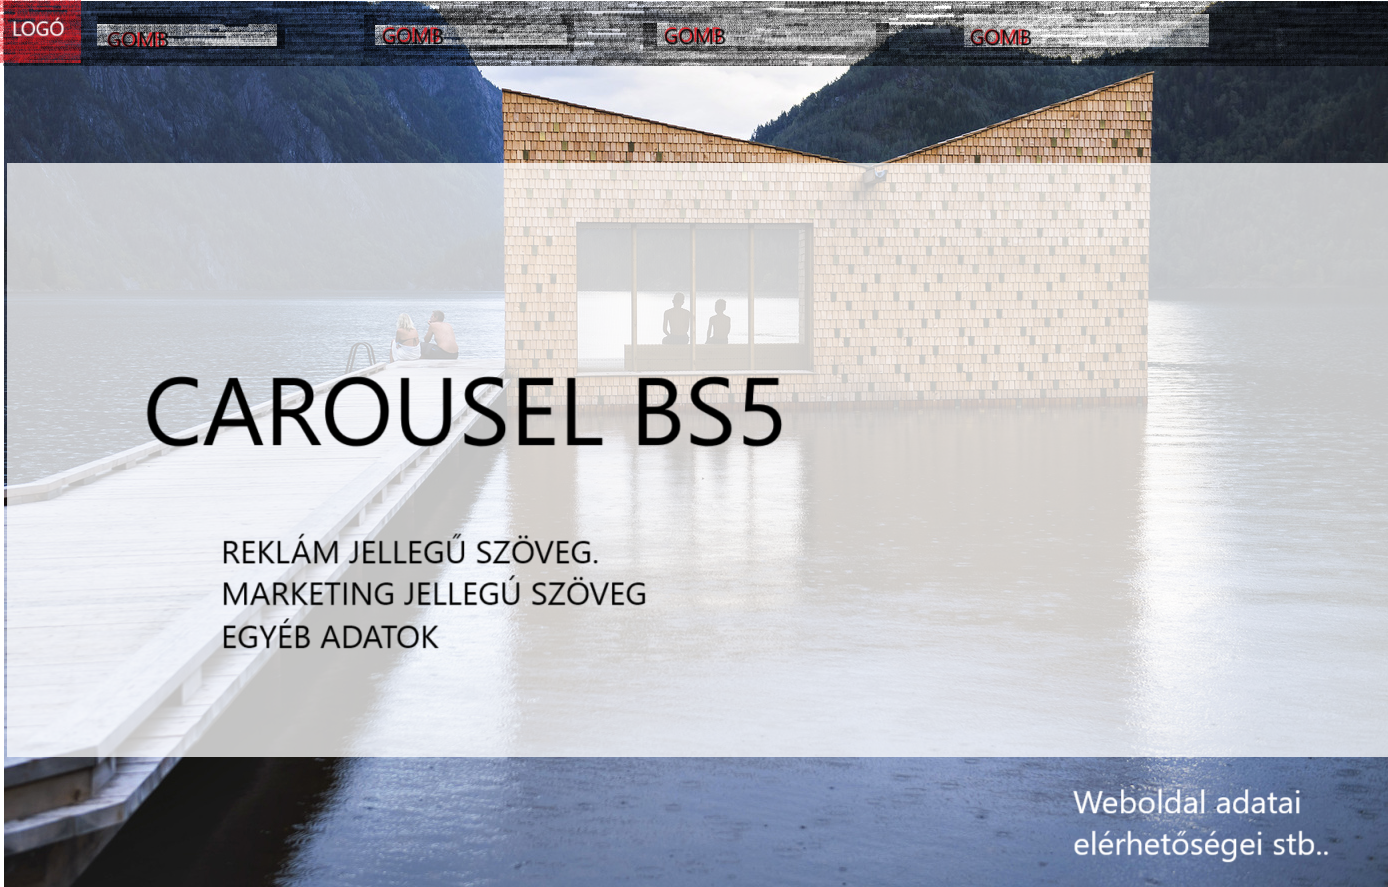 LOGÓ
GOMB
GOMB
GOMB
GOMB
CAROUSEL BS5
REKLÁM JELLEGŰ SZÖVEG.
MARKETING JELLEGÚ SZÖVEG
EGYÉB ADATOK
Weboldal adatai
elérhetőségei stb..